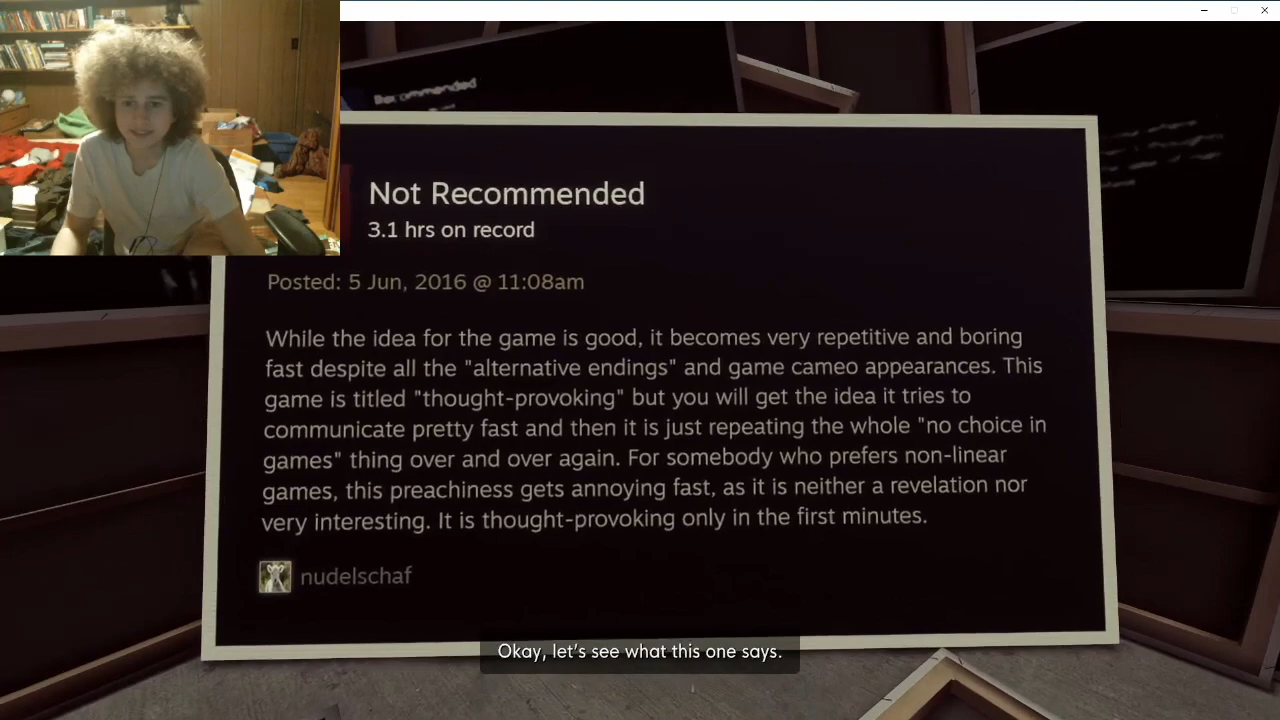 Recommended
Not Recommended
3.1 hrs on record
Posted: 5 Jun, 2016 @ 11:08am
While the idea for the game is good, it becomes very repetitive and boring
fast despite all the "alternative endings" and game cameo appearances. This
game is titled "thought-provoking" but you will get the idea it tries to
communicate pretty fast and then it is just repeating the whole "no choice in
games" thing over and over again. For somebody who prefers non-linear
games, this preachiness gets annoying fast, as it is neither a revelation nor
very interesting. It is thought-provoking only in the first minutes.
nudelschaf
Okay, let's see what this one says.